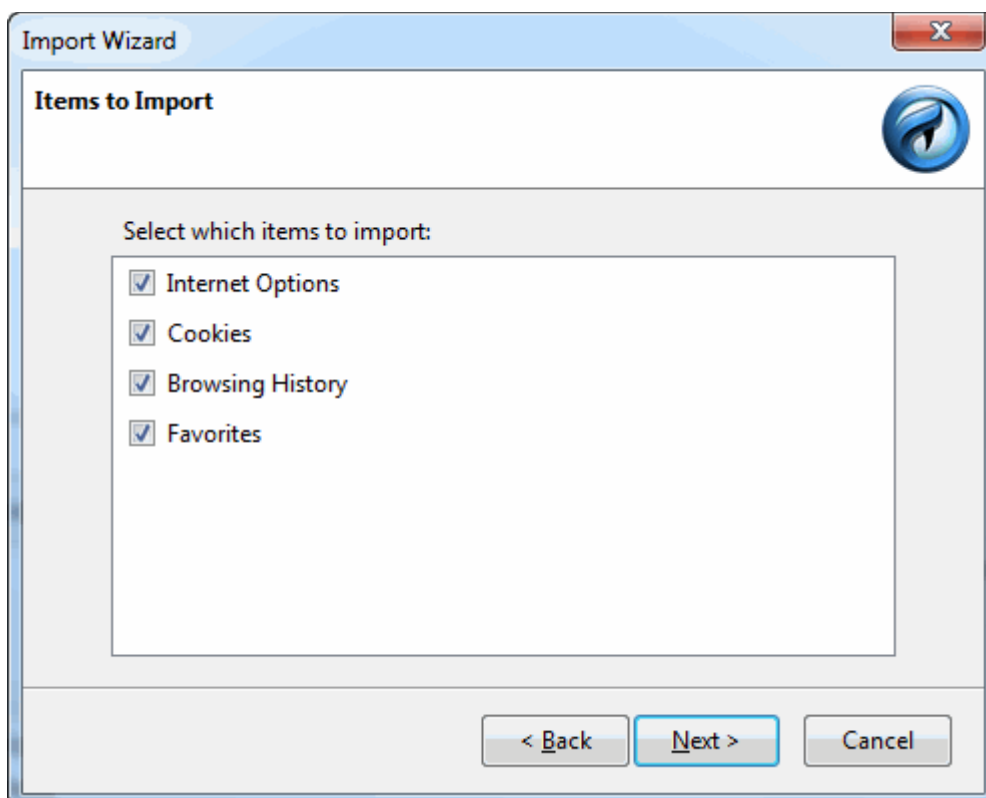 Import Wizard
Items to Import
Select which items to import:
Internet Options
Cookies
Browsing History
Favorites
< Back Next > Cancel